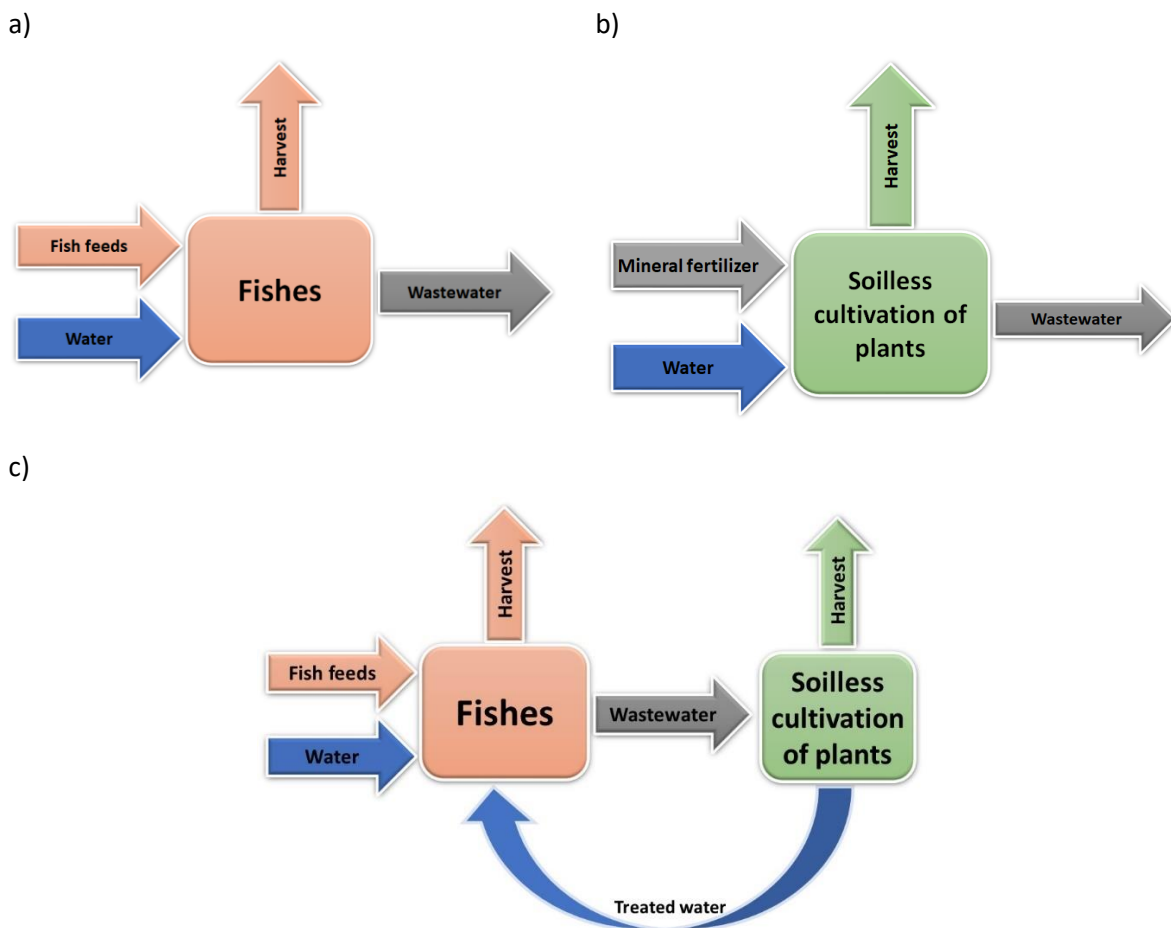 a)
b)
Harvest
Fish feeds
Fishes
Water
Wastewater
Harvest
Mineral fertilizer
Soilless
cultivation of
plants
Water
Wastewater
c)
Harvest
Harvest
Fish feeds
Fishes
Water
Wastewater
Soilless
cultivation
of plants
Treated water